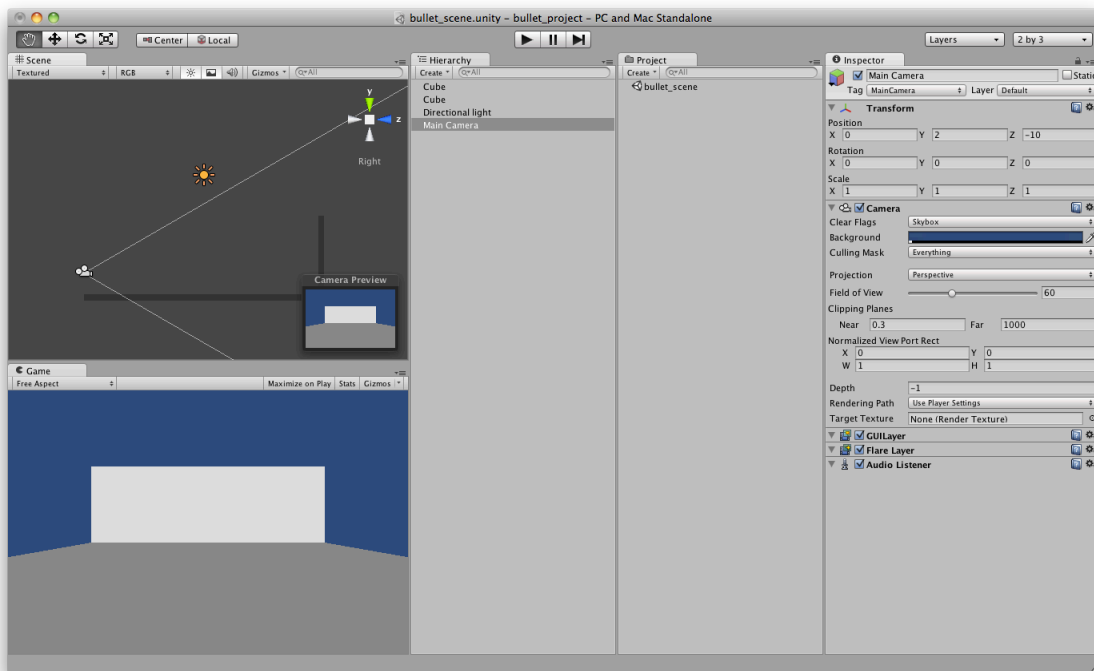 bullet_scene.unity – bullet_project – PC and Mac Standalone
Center Local Layers 2 by 3
Scene
Textured RGB Gizmos All
y
z
Right
Camera Preview
Game
Free Aspect Maximize on Play Stats Gizmos
Hierarchy
Create All
Cube
Cube
Directional light
Main Camera
Project
Create All
bullet_scene
Inspector
Main Camera Static
Tag MainCamera Layer Default
Transform
Position
X 0 Y 2 Z -10
Rotation
X 0 Y 0 Z 0
Scale
X 1 Y 1 Z 1
Camera
Clear Flags Skybox
Background
Culling Mask Everything
Projection Perspective
Field of View 60
Clipping Planes
Near 0.3 Far 1000
Normalized View Port Rect
X 0 Y 0
W 1 H 1
Depth -1
Rendering Path Use Player Settings
Target Texture None (Render Texture)
GUILayer
Flare Layer
Audio Listener